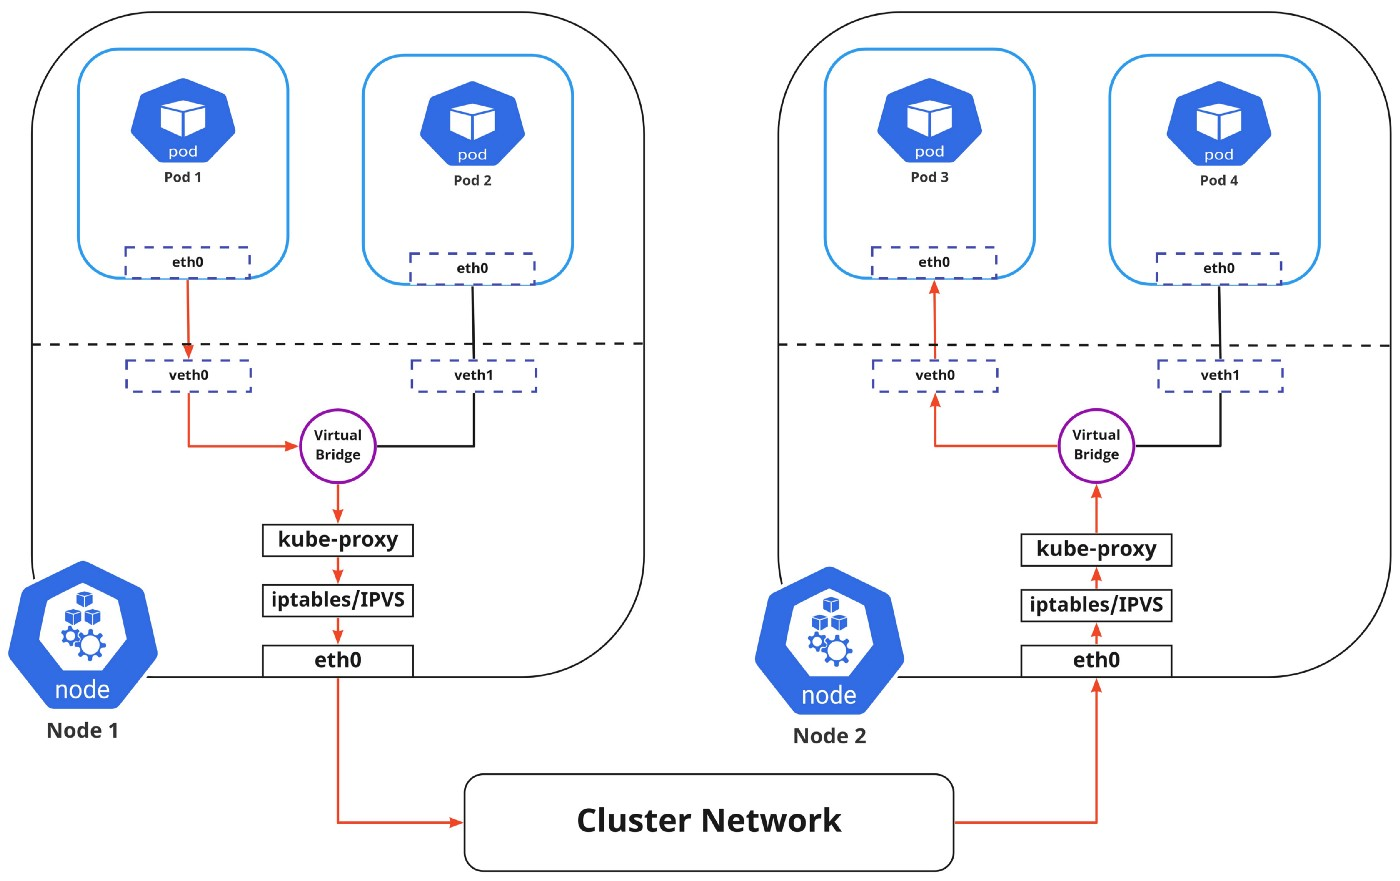 pod
Pod 1
eth0
pod
Pod 2
eth0
veth0
veth1
Virtual
Bridge
kube-proxy
iptables/IPVS
eth0
node
Node 1
pod
Pod 3
eth0
pod
Pod 4
eth0
veth0
veth1
Virtual
Bridge
kube-proxy
iptables/IPVS
eth0
node
Node 2
Cluster Network